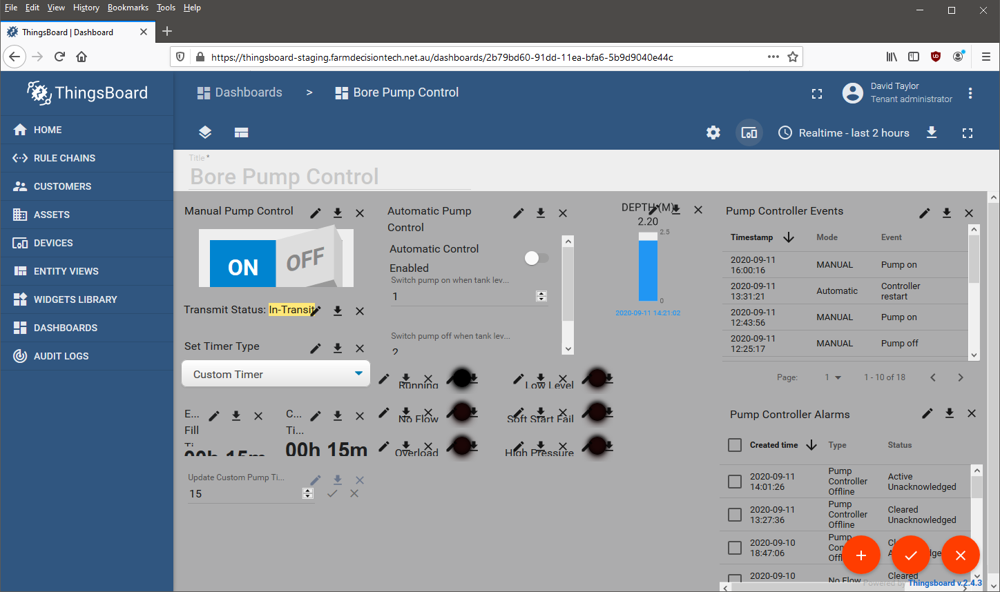 File Edit View History Bookmarks Tools Help
ThingsBoard | Dashboard
https://thingsboard-staging.farmdecisiontech.net.au/dashboards/2b79bd60-91dd-11ea-bfa6-5b9d9040e44c
ThingsBoard
Dashboards > Bore Pump Control
David Taylor
Tenant administrator
HOME
RULE CHAINS
CUSTOMERS
ASSETS
DEVICES
ENTITY VIEWS
WIDGETS LIBRARY
DASHBOARDS
AUDIT LOGS
Realtime - last 2 hours
Title *
Bore Pump Control
Manual Pump Control
ON OFF
Transmit Status: In-Transit
Set Timer Type
Custom Timer
E...
Fill
Ti
00h 15m
C...
Ti...
00h 15m
Update Custom Pump Ti...
15
Automatic Pump
Control
Automatic Control
Enabled
Switch pump on when tank lev...
1
Switch pump off when tank lev...
2
DEPTH (M)
2.20
2.5
0
2020-09-11 14:21:02
Running
Low Level
No Flow
Soft Start Fail
Overload
High Pressure
Pump Controller Events
Timestamp Mode Event
2020-09-11
16:00:16 MANUAL Pump on
2020-09-11
13:31:21 Automatic Controller
restart
2020-09-11
12:43:56 MANUAL Pump on
2020-09-11
12:25:17 MANUAL Pump off
Page: 1 1 - 10 of 18
Pump Controller Alarms
Created time Type Status
2020-09-11
14:01:26
Pump
Controller
Offline
Active
Unacknowledged
2020-09-11
13:27:36
Pump
Controller
Offline
Cleared
Unacknowledged
2020-09-10
18:47:06
Pump
2020-09-10
No Flow
Cleared
Powered by Thingsboard v.2.4.3